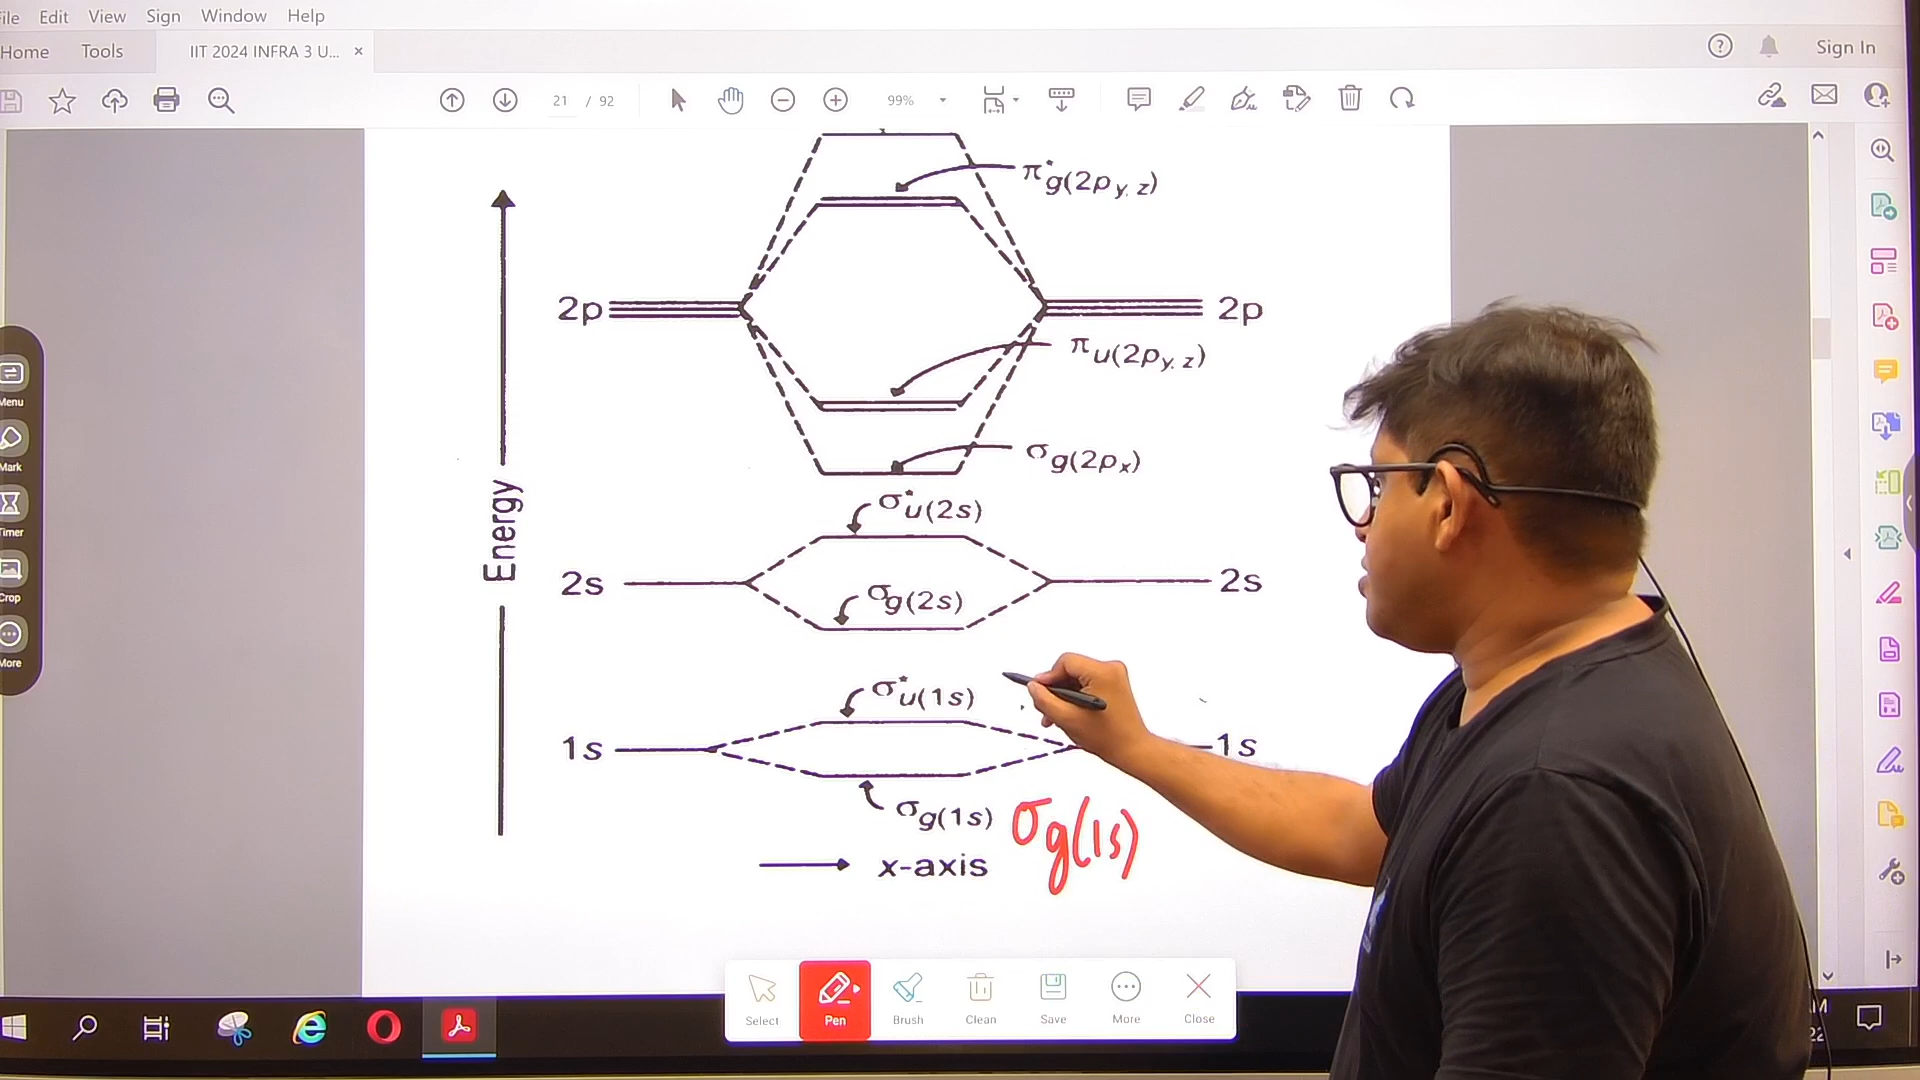 File Edit View Sign Window Help
Home Tools IIT 2024 INFRA 3 U... × Sign In
21 / 92 99%
π*g(2py, z)
2p 2p
πu(2py, z)
σg(2px)
σ*u(2s)
2s 2s
σg(2s)
σ*u(1s)
1s 1s
σg(1s) σg(1s)
x-axis
Energy
Menu
Mark
Timer
Crop
More
Select Pen Brush Clean Save More Close